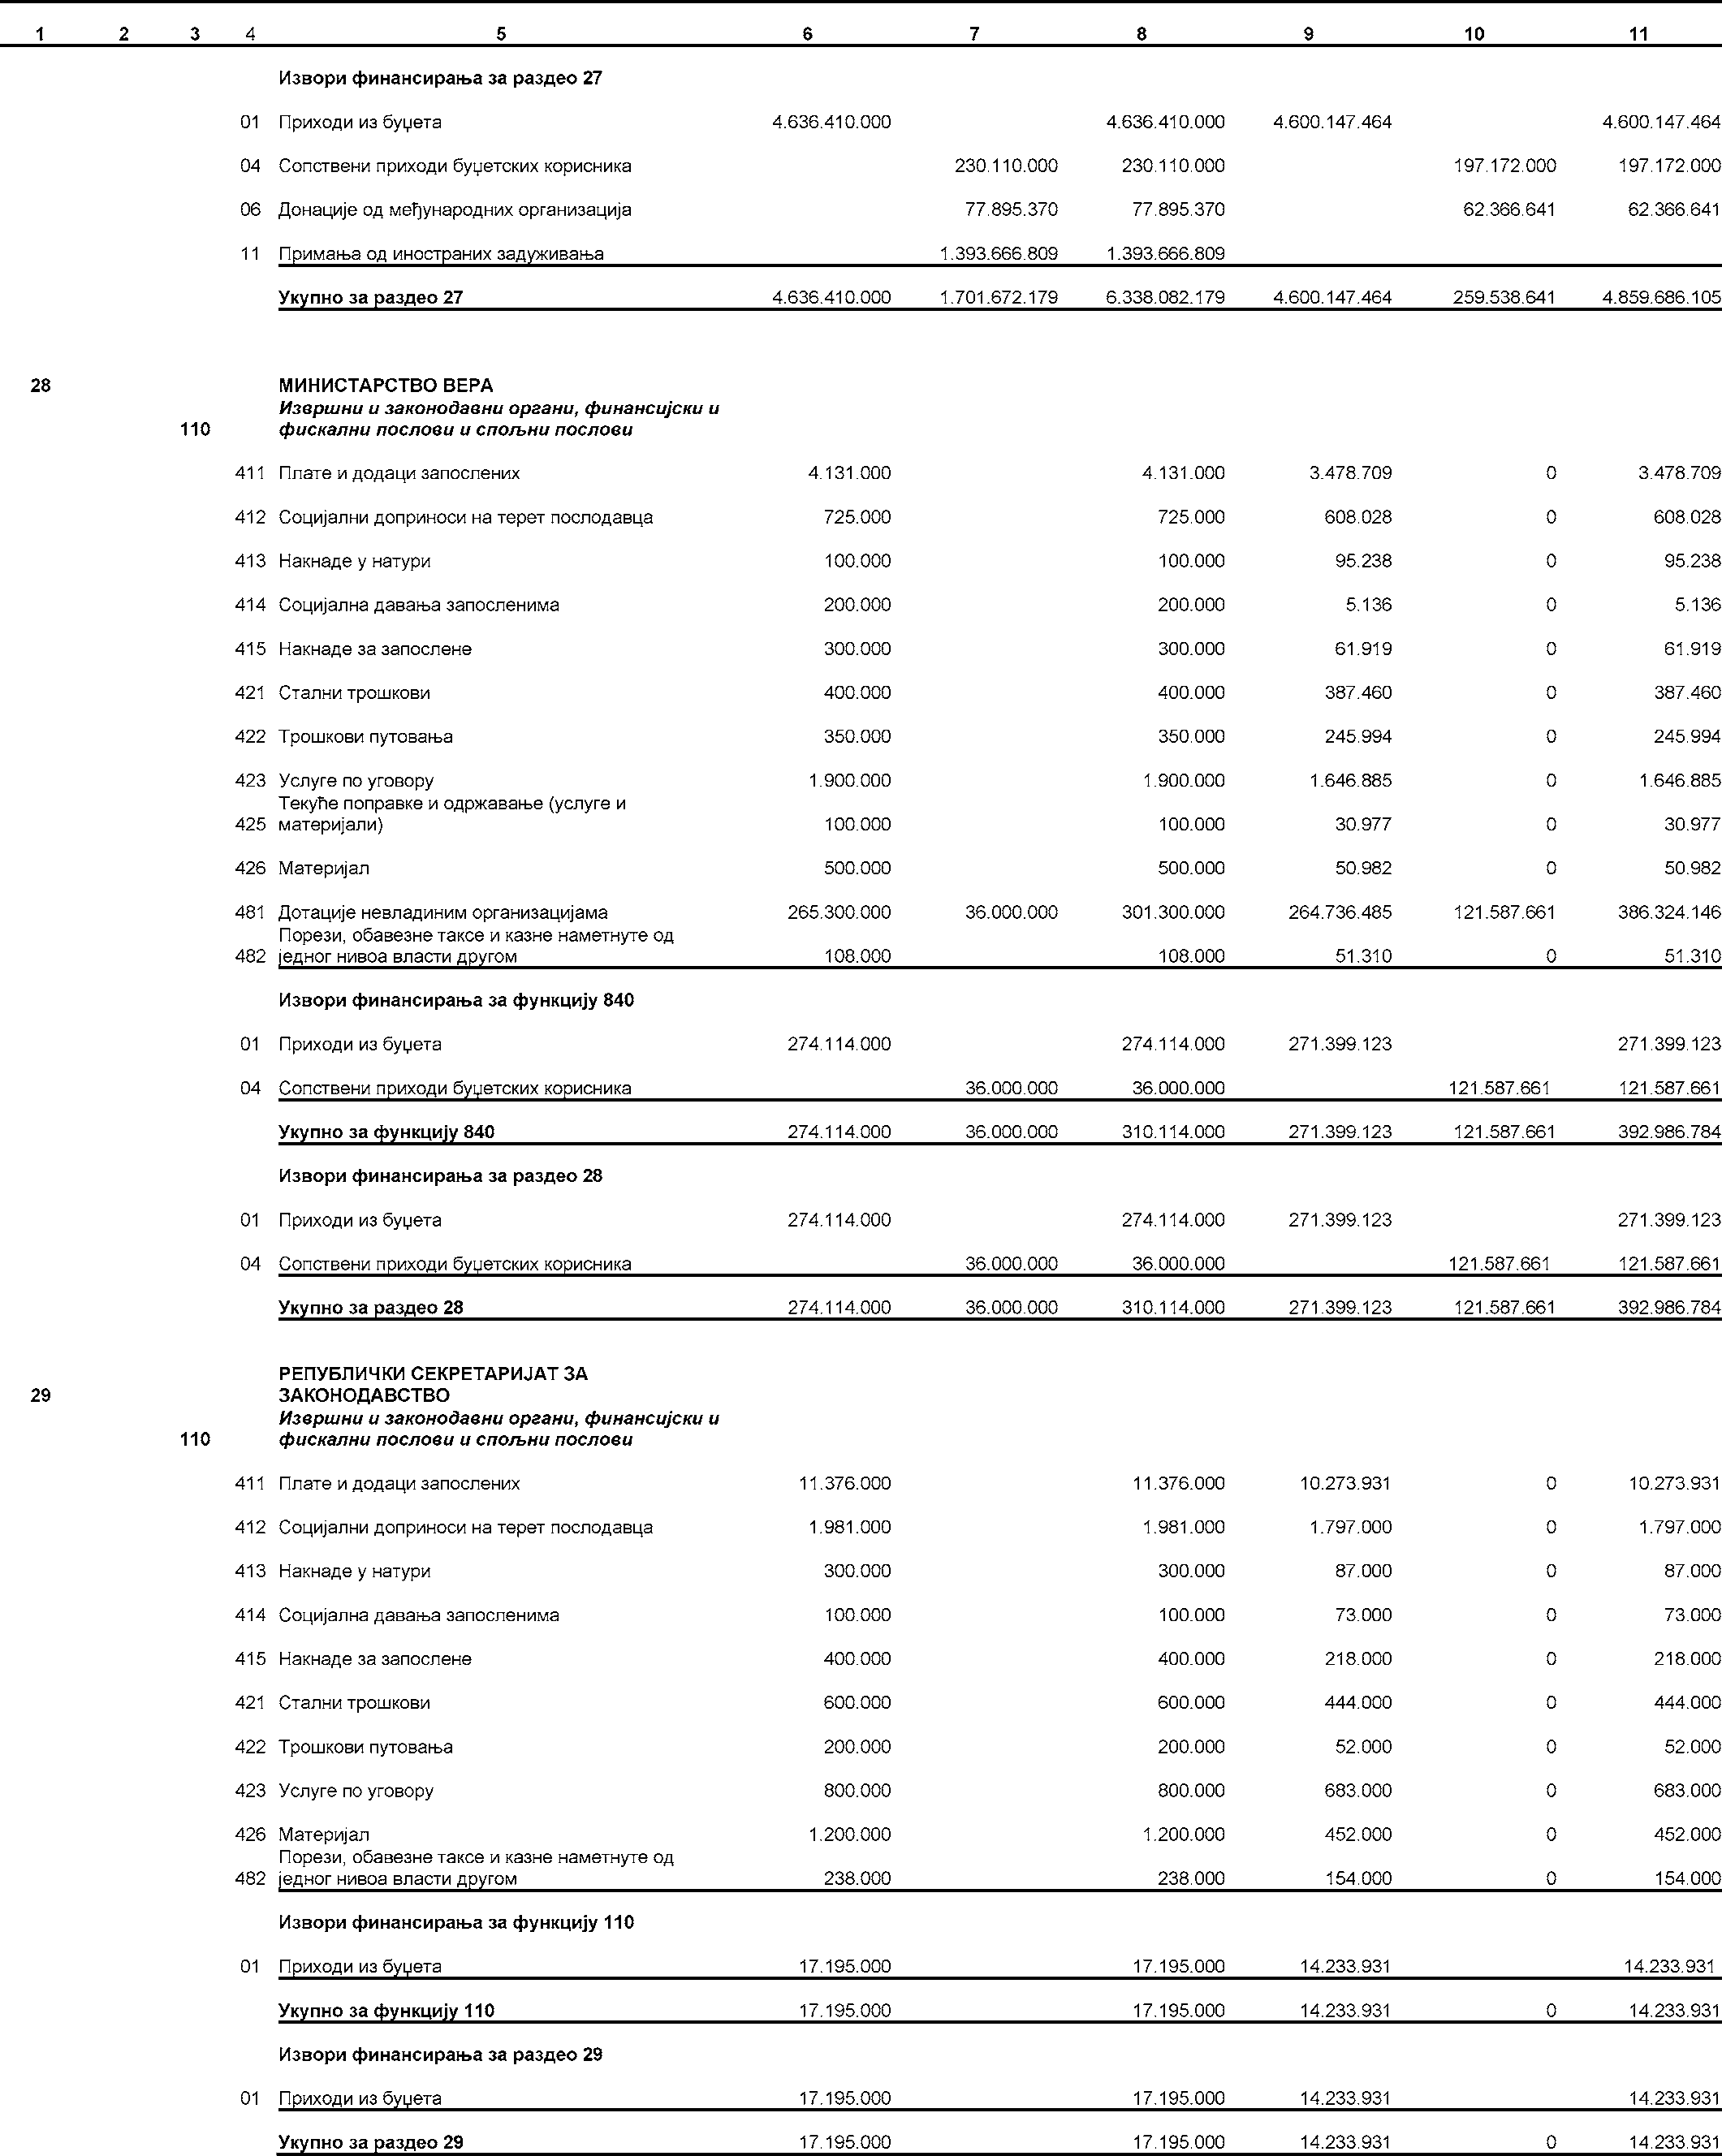 1 2 3 4 5 6 7 8 9 10 11
Извори финансирања за раздео 27
01 Приходи из буџета 4.636.410.000 4.636.410.000 4.600.147.464 4.600.147.464
04 Сопствени приходи буџетских корисника 230.110.000 230.110.000 197.172.000 197.172.000
06 Донације од међународних организација 77.895.370 77.895.370 62.366.641 62.366.641
11 Примања од иностраних задуживања 1.393.666.809 1.393.666.809
Укупно за раздео 27 4.636.410.000 1.701.672.179 6.338.082.179 4.600.147.464 259.538.641 4.859.686.105
28 МИНИСТАРСТВО ВЕРА
Извршни и законодавни органи, финансијски и
110 фискални послови и спољни послови
411 Плате и додаци запослених 4.131.000 4.131.000 3.478.709 0 3.478.709
412 Социјални доприноси на терет послодавца 725.000 725.000 608.028 0 608.028
413 Накнаде у натури 100.000 100.000 95.238 0 95.238
414 Социјална давања запосленима 200.000 200.000 5.136 0 5.136
415 Накнаде за запослене 300.000 300.000 61.919 0 61.919
421 Стални трошкови 400.000 400.000 387.460 0 387.460
422 Трошкови путовања 350.000 350.000 245.994 0 245.994
423 Услуге по уговору 1.900.000 1.900.000 1.646.885 0 1.646.885
Текуће поправке и одржавање (услуге и
425 материјали) 100.000 100.000 30.977 0 30.977
426 Материјал 500.000 500.000 50.982 0 50.982
481 Дотације невладиним организацијама 265.300.000 36.000.000 301.300.000 264.736.485 121.587.661 386.324.146
Порези, обавезне таксе и казне наметнуте од
482 једног нивоа власти другом 108.000 108.000 51.310 0 51.310
Извори финансирања за функцију 840
01 Приходи из буџета 274.114.000 274.114.000 271.399.123 271.399.123
04 Сопствени приходи буџетских корисника 36.000.000 36.000.000 121.587.661 121.587.661
Укупно за функцију 840 274.114.000 36.000.000 310.114.000 271.399.123 121.587.661 392.986.784
Извори финансирања за раздео 28
01 Приходи из буџета 274.114.000 274.114.000 271.399.123 271.399.123
04 Сопствени приходи буџетских корисника 36.000.000 36.000.000 121.587.661 121.587.661
Укупно за раздео 28 274.114.000 36.000.000 310.114.000 271.399.123 121.587.661 392.986.784
РЕПУБЛИЧКИ СЕКРЕТАРИЈАТ ЗА
29 ЗАКОНОДАВСТВО
Извршни и законодавни органи, финансијски и
110 фискални послови и спољни послови
411 Плате и додаци запослених 11.376.000 11.376.000 10.273.931 0 10.273.931
412 Социјални доприноси на терет послодавца 1.981.000 1.981.000 1.797.000 0 1.797.000
413 Накнаде у натури 300.000 300.000 87.000 0 87.000
414 Социјална давања запосленима 100.000 100.000 73.000 0 73.000
415 Накнаде за запослене 400.000 400.000 218.000 0 218.000
421 Стални трошкови 600.000 600.000 444.000 0 444.000
422 Трошкови путовања 200.000 200.000 52.000 0 52.000
423 Услуге по уговору 800.000 800.000 683.000 0 683.000
426 Материјал 1.200.000 1.200.000 452.000 0 452.000
Порези, обавезне таксе и казне наметнуте од
482 једног нивоа власти другом 238.000 238.000 154.000 0 154.000
Извори финансирања за функцију 110
01 Приходи из буџета 17.195.000 17.195.000 14.233.931 14.233.931
Укупно за функцију 110 17.195.000 17.195.000 14.233.931 0 14.233.931
Извори финансирања за раздео 29
01 Приходи из буџета 17.195.000 17.195.000 14.233.931 14.233.931
Укупно за раздео 29 17.195.000 17.195.000 14.233.931 0 14.233.931